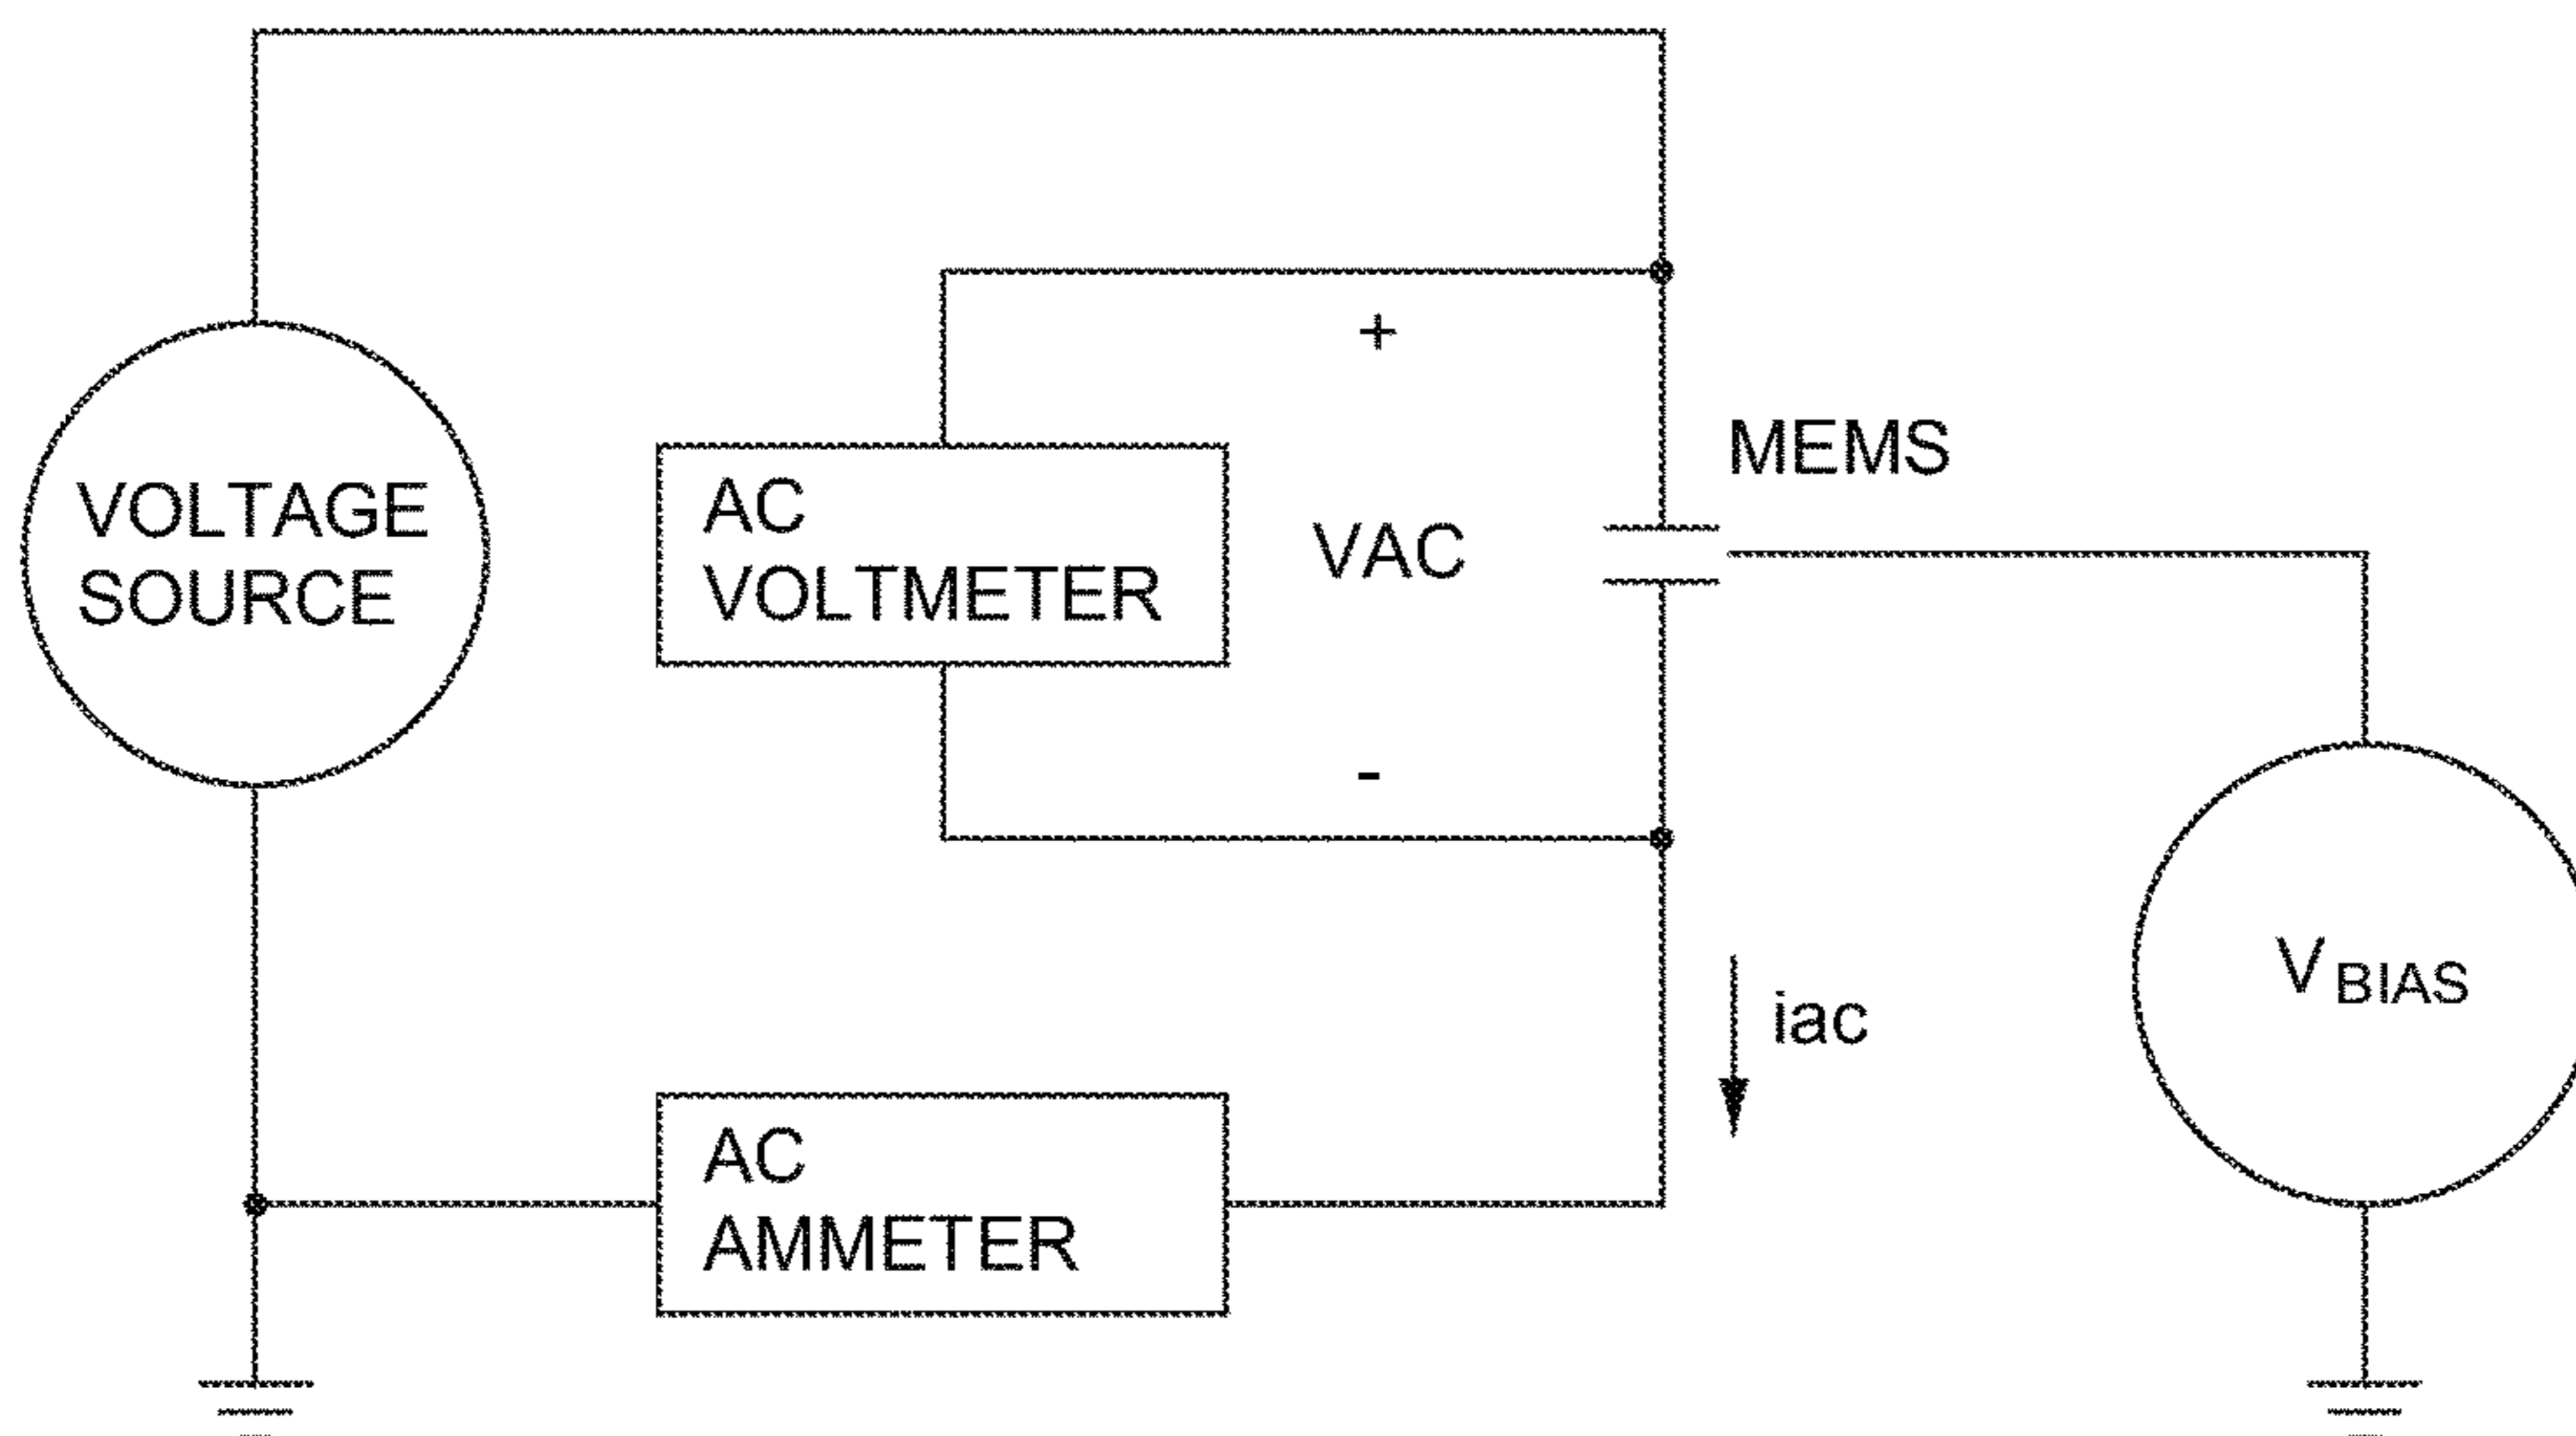 VOLTAGE
SOURCE
AC
VOLTMETER
+
VAC
-
MEMS
AC
AMMETER
iac
V BIAS